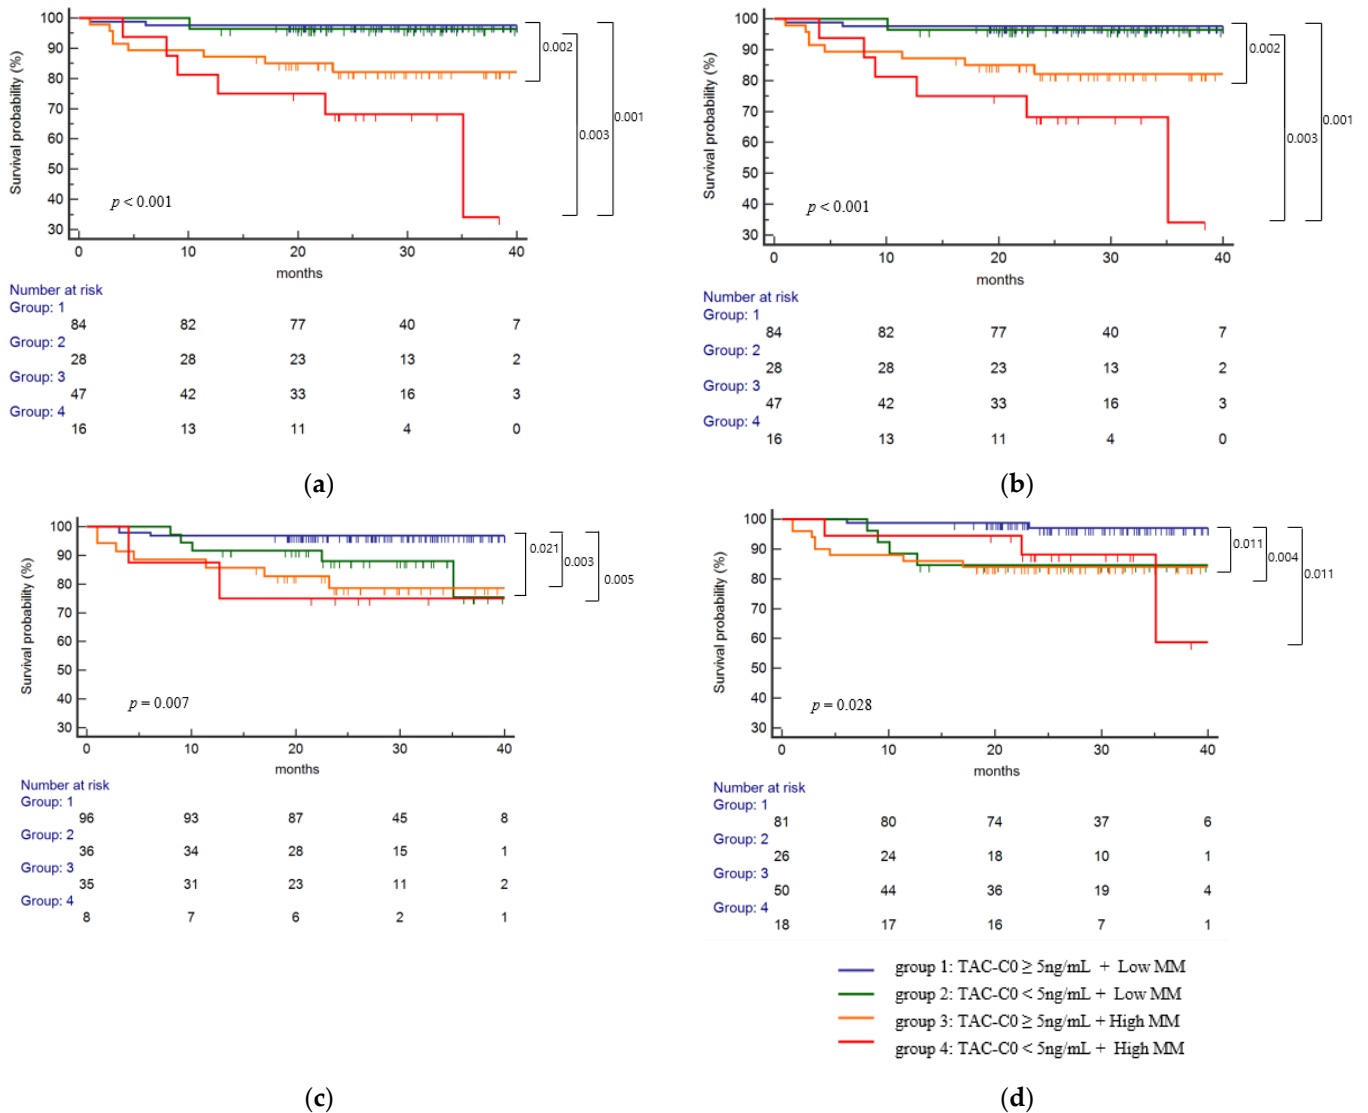 100
90
80
70
60
50
40
30
Survival probability (%)
0 10 20 30 40
months
p < 0.001
0.002
0.003
0.001
Number at risk
Group: 1
84 82 77 40 7
Group: 2
28 28 23 13 2
Group: 3
47 42 33 16 3
Group: 4
16 13 11 4 0
(a)
100
90
80
70
60
50
40
30
Survival probability (%)
0 10 20 30 40
months
p < 0.001
0.002
0.003
0.001
Number at risk
Group: 1
84 82 77 40 7
Group: 2
28 28 23 13 2
Group: 3
47 42 33 16 3
Group: 4
16 13 11 4 0
(b)
100
90
80
70
60
50
40
30
Survival probability (%)
0 10 20 30 40
months
p = 0.007
0.021
0.003
0.005
Number at risk
Group: 1
96 93 87 45 8
Group: 2
36 34 28 15 1
Group: 3
35 31 23 11 2
Group: 4
8 7 6 2 1
(c)
100
90
80
70
60
50
40
30
Survival probability (%)
0 10 20 30 40
months
p = 0.028
0.011
0.004
0.011
Number at risk
Group: 1
81 80 74 37 6
Group: 2
26 24 18 10 1
Group: 3
50 44 36 19 4
Group: 4
18 17 16 7 1
group 1: TAC-C0 ≥ 5ng/mL + Low MM
group 2: TAC-C0 < 5ng/mL + Low MM
group 3: TAC-C0 ≥ 5ng/mL + High MM
group 4: TAC-C0 < 5ng/mL + High MM
(d)